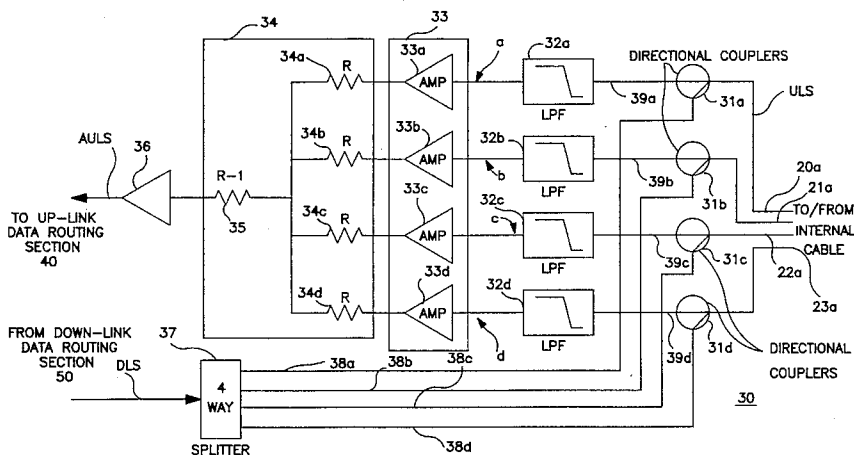 34
33
34a
R
33a
AMP
a
32a
LPF
39a
DIRECTIONAL COUPLERS
31a
ULS
AULS
36
34b
R
33b
AMP
b
32b
LPF
39b
31b
20a
21a
TO/FROM
INTERNAL
CABLE
R-1
35
TO UP-LINK
DATA ROUTING
SECTION
40
34c
R
33c
AMP
c
32c
LPF
39c
31c
22a
23a
34d
R
33d
AMP
d
32d
LPF
39d
31d
DIRECTIONAL
COUPLERS
FROM DOWN-LINK
DATA ROUTING
SECTION
50
DLS
37
4
WAY
SPLITTER
38a
38b
38c
38d
30